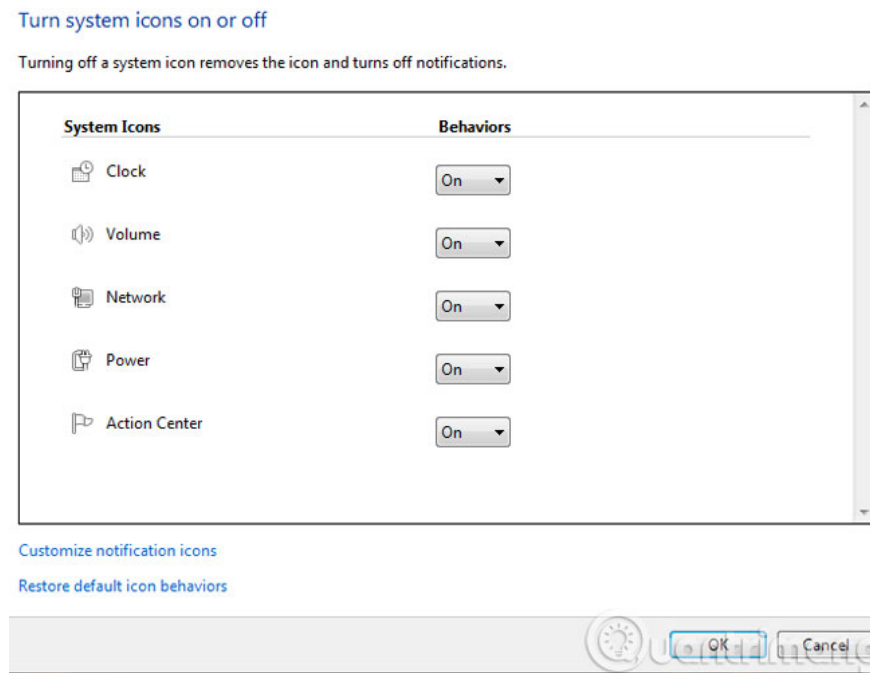 Turn system icons on or off
Turning off a system icon removes the icon and turns off notifications.
System Icons Behaviors
Clock On
Volume On
Network On
Power On
Action Center On
Customize notification icons
Restore default icon behaviors
OK Cancel